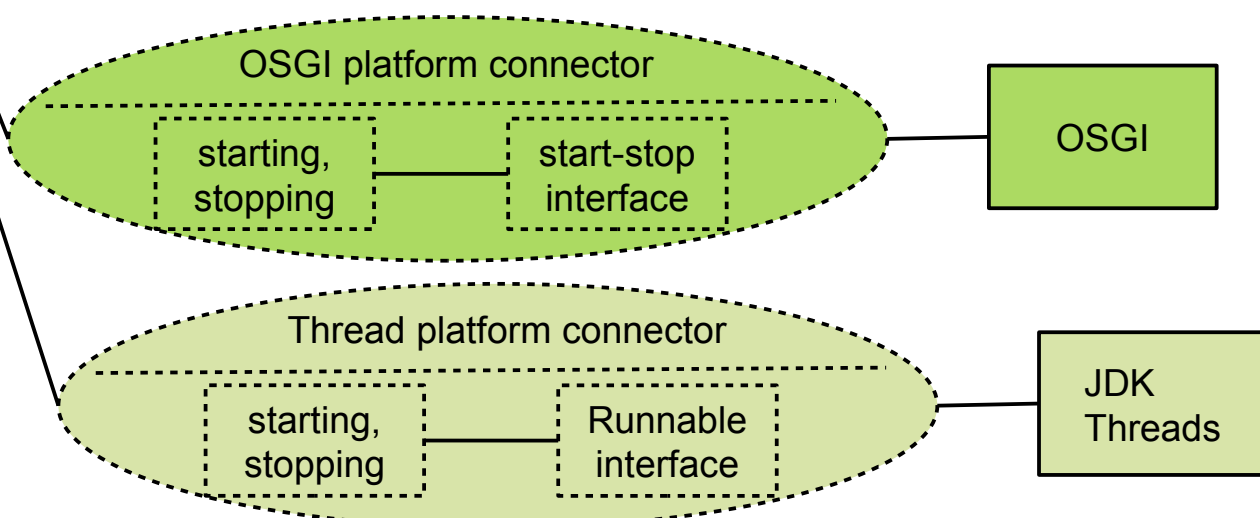 OSGI platform connector
starting,
stopping
start-stop
interface
OSGI
Thread platform connector
starting,
stopping
Runnable
interface
JDK
Threads